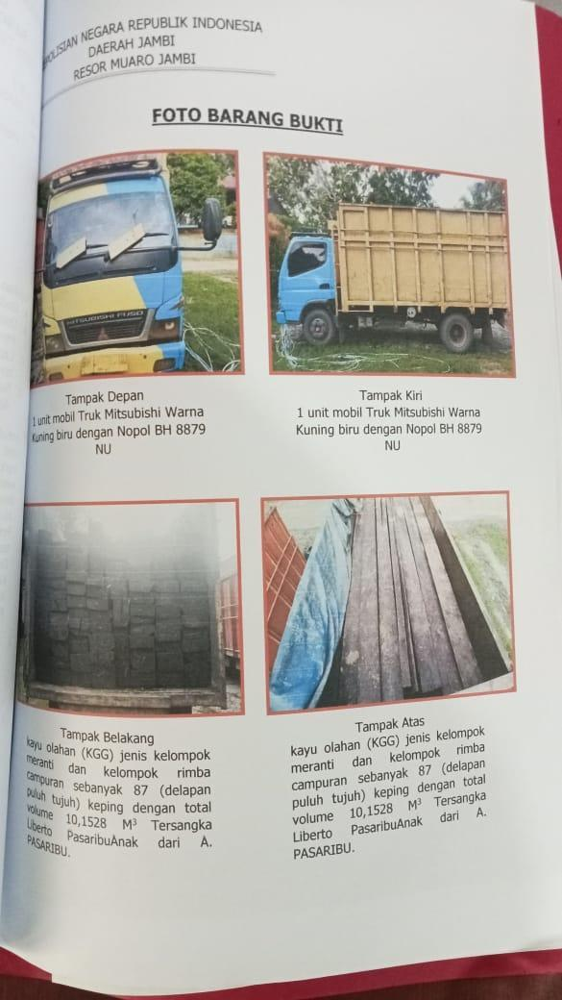 POLISIAN NEGARA REPUBLIK INDONESIA
DAERAH JAMBI
RESOR MUARO JAMBI
FOTO BARANG BUKTI
MITSUBISHI FUSO
Tampak Depan
1 unit mobil Truk Mitsubishi Warna
Kuning biru dengan Nopol BH 8879
NU
Tampak Kiri
1 unit mobil Truk Mitsubishi Warna
Kuning biru dengan Nopol BH 8879
NU
Tampak Belakang
kayu olahan (KGG) jenis kelompok
meranti dan kelompok rimba
campuran sebanyak 87 (delapan
puluh tujuh) keping dengan total
volume 10,1528 M³ Tersangka
Liberto PasaribuAnak dari A.
PASARIBU.
Tampak Atas
kayu olahan (KGG) jenis kelompok
meranti dan kelompok rimba
campuran sebanyak 87 (delapan
puluh tujuh) keping dengan total
volume 10,1528 M³ Tersangka
Liberto PasaribuAnak dari A.
PASARIBU.